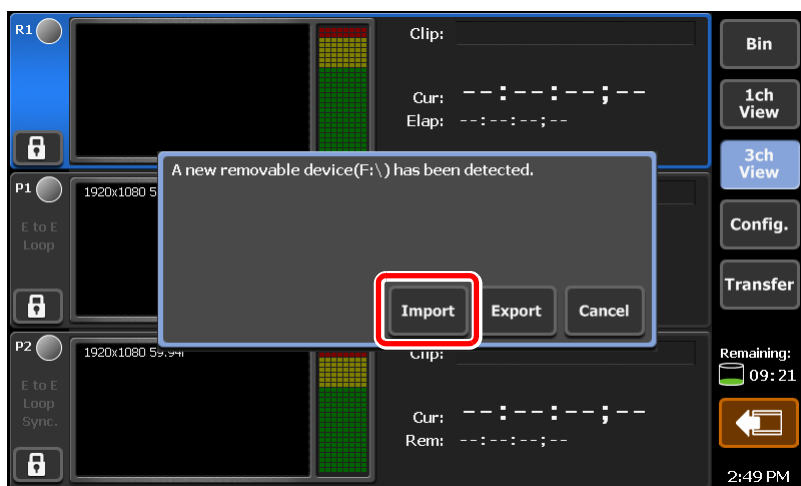 R1
Clip:
Cur: --:--:--;--
Elap: --:--:--;--
Bin
1ch
View
3ch
View
Config.
Transfer
A new removable device(F:\) has been detected.
Import
Export
Cancel
P1
1920x1080 5
E to E
Loop
P2
1920x1080 59.94i
E to E
Loop
Sync.
Clip:
Cur: --:--:--;--
Rem: --:--:--;--
Remaining:
09:21
2:49 PM